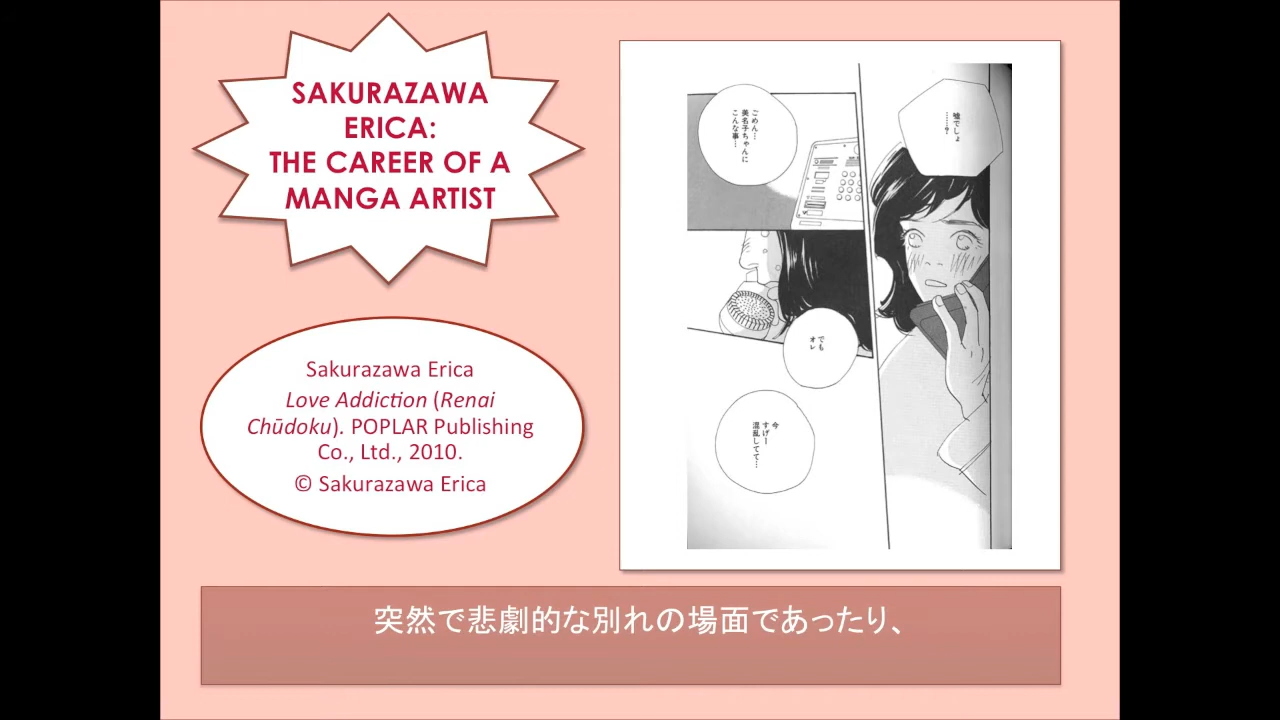 SAKURAZAWA
ERICA:
THE CAREER OF A
MANGA ARTIST
Sakurazawa Erica
Love Addiction (Renai
Chūdoku). POPLAR Publishing
Co., Ltd., 2010.
© Sakurazawa Erica
嘘でしょ
……?
ごめん…
英名子ちゃんに
こんな事…
でも
オレ
今
すげー
混乱してて…
突然で悲劇的な別れの場面であったり、